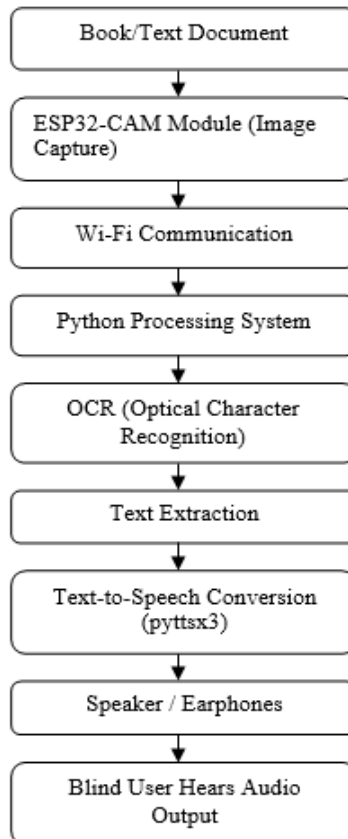 Book/Text Document
ESP32-CAM Module (Image
Capture)
Wi-Fi Communication
Python Processing System
OCR (Optical Character
Recognition)
Text Extraction
Text-to-Speech Conversion
(pyttsx3)
Speaker / Earphones
Blind User Hears Audio
Output